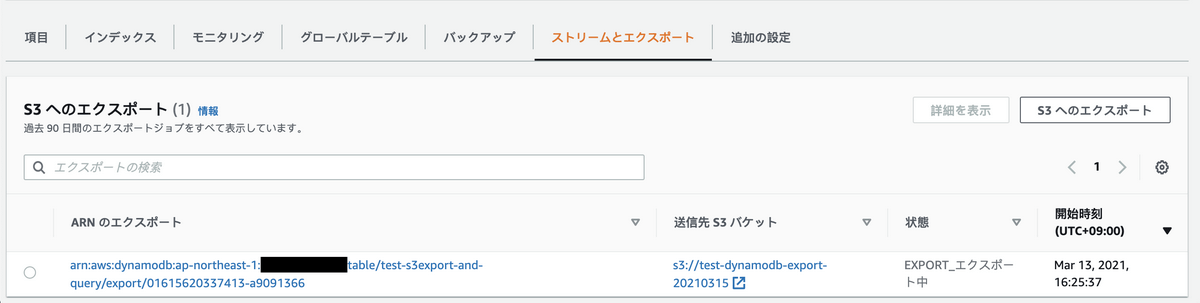 項目 インデックス モニタリング グローバルテーブル バックアップ ストリームとエクスポート 追加の設定
S3 へのエクスポート (1) 情報
過去 90 日間のエクスポートジョブをすべて表示しています。
詳細を表示 S3 へのエクスポート
エクスポートの検索
1
ARN のエクスポート 送信先 S3 バケット 状態 開始時刻
(UTC+09:00)
arn:aws:dynamodb:ap-northeast-1: table/test-s3export-and- s3://test-dynamodb-export- EXPORT_エクスポー Mar 13, 2021,
query/export/01615620337413-a9091366 20210315 ト中 16:25:37